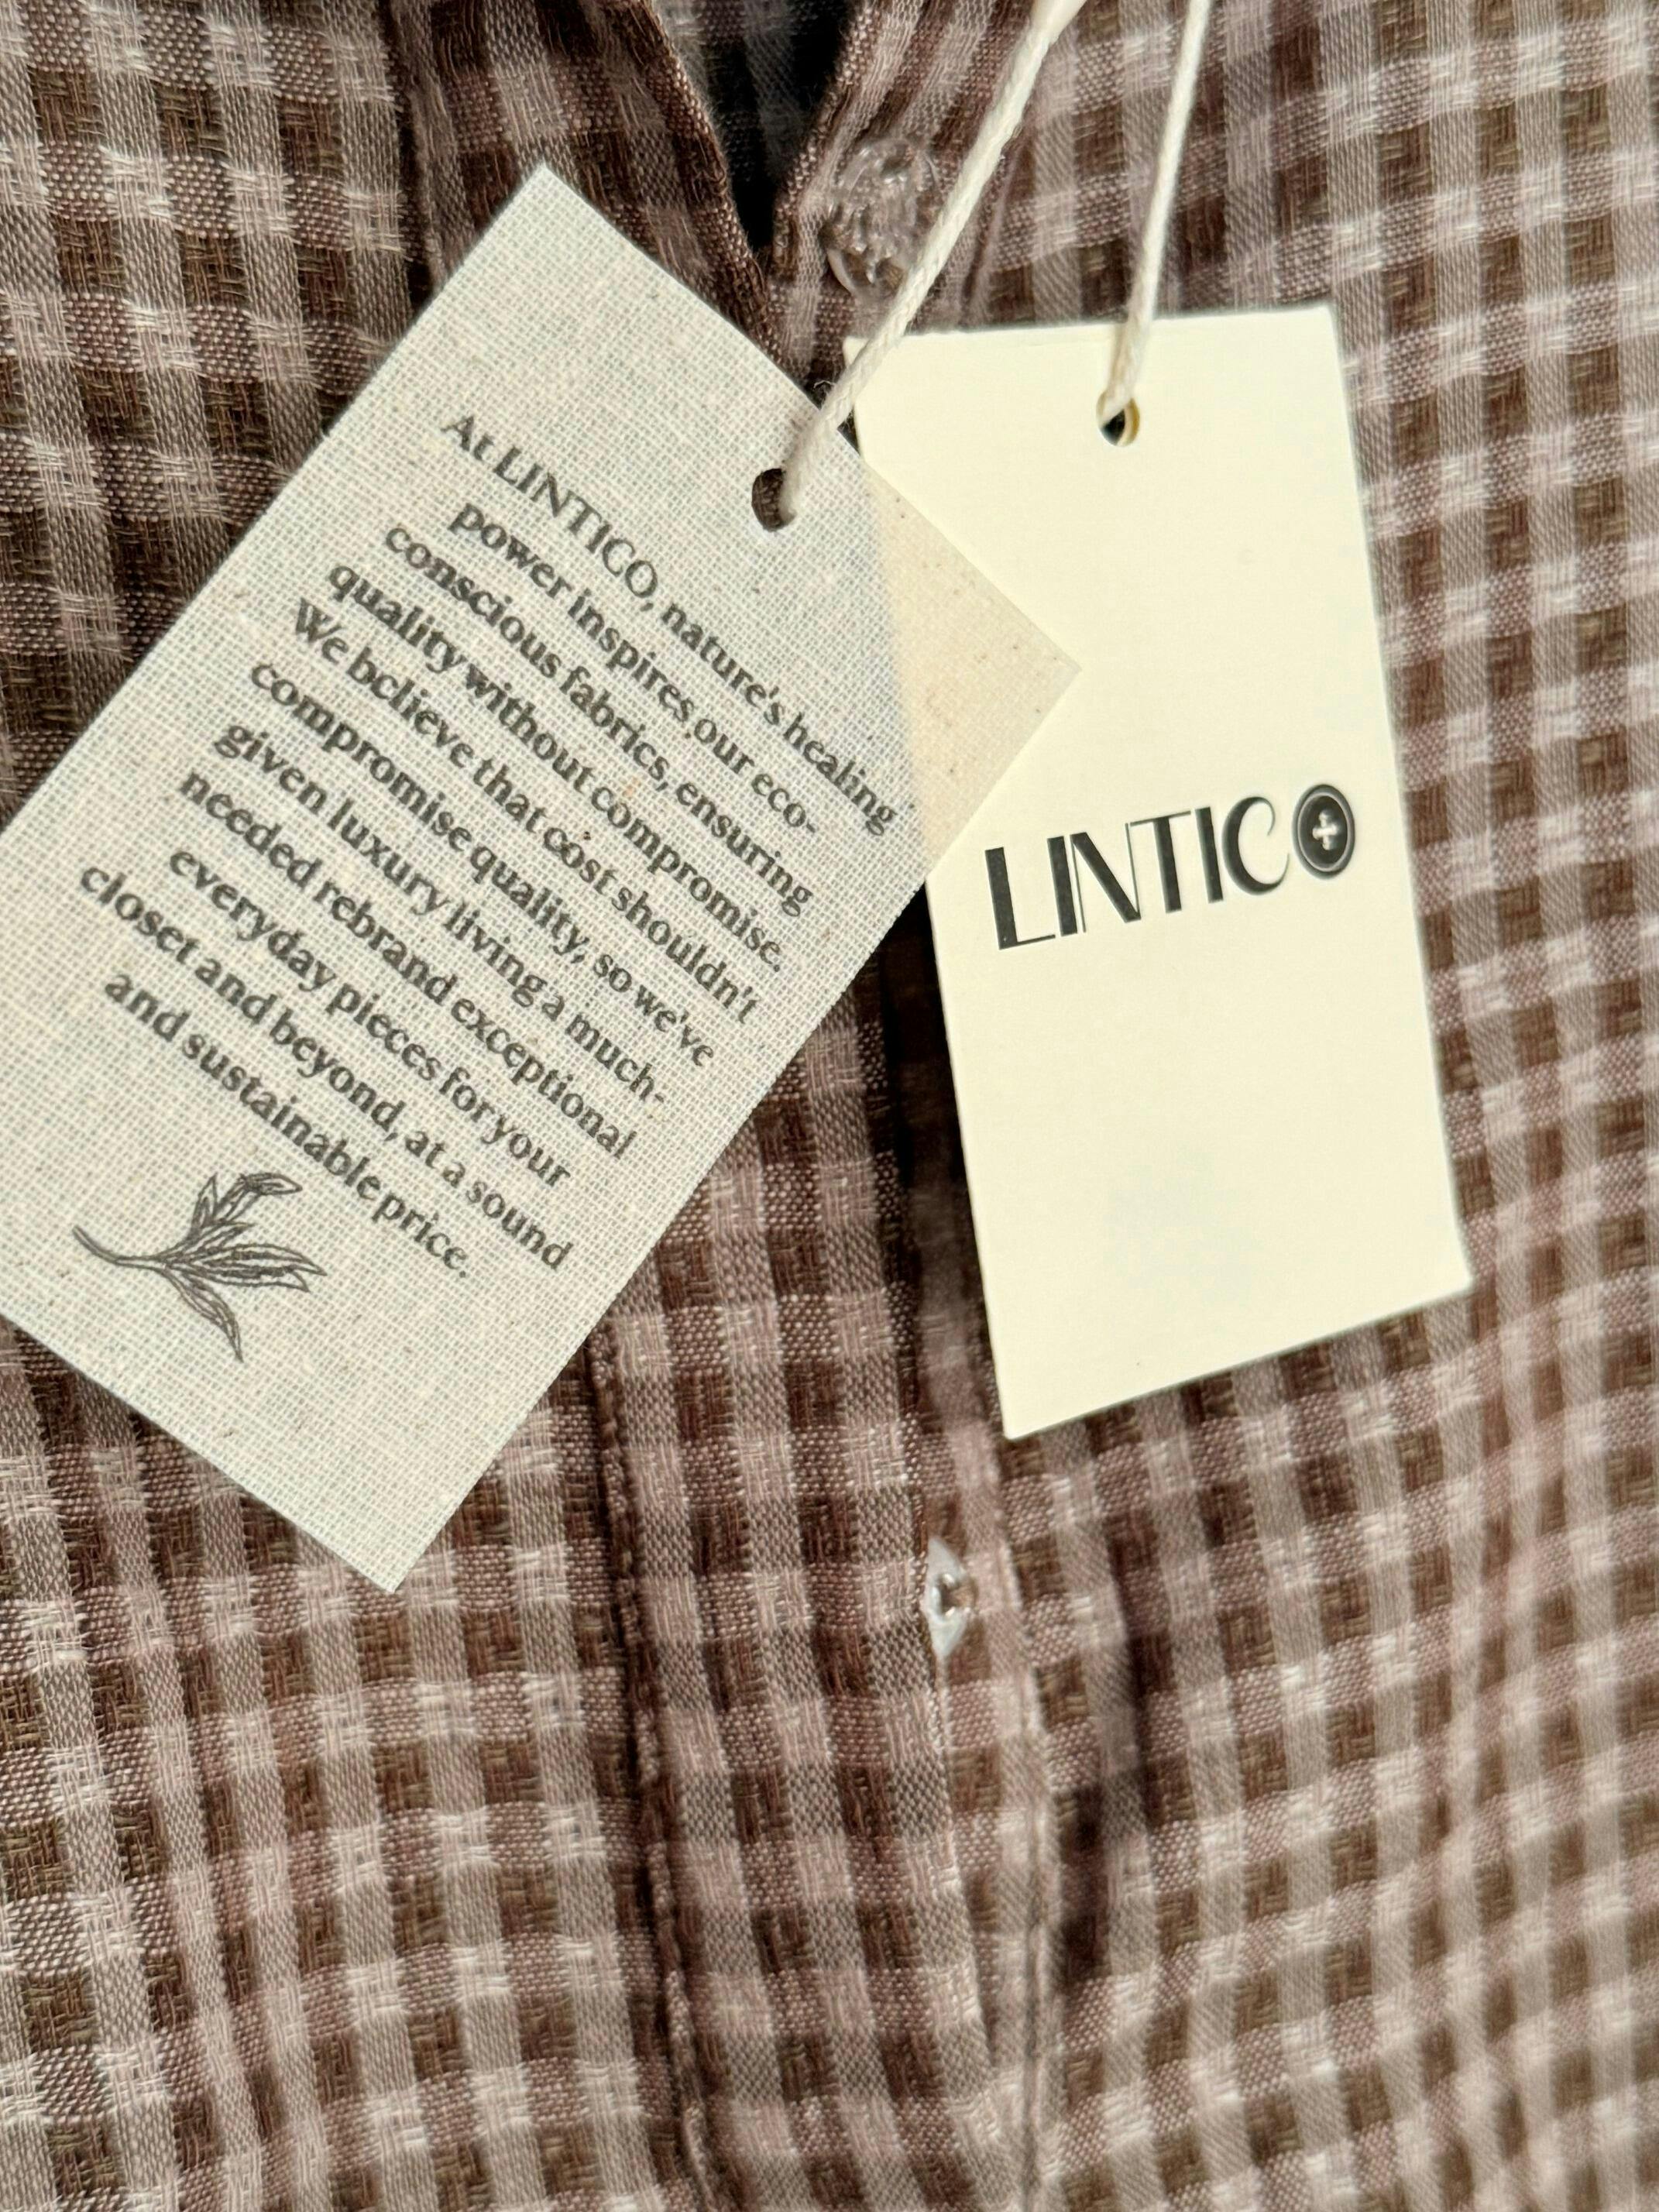 At LINTICO, nature's healing
power inspires our eco-
conscious fabrics, ensuring
quality without compromise.
We believe that cost shouldn't
compromise quality, so we've
given luxury living a much-
needed rebrand exceptional
everyday pieces for your
closet and beyond, at a sound
and sustainable price.
LINTICO